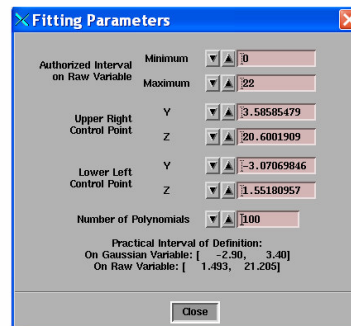 Fitting Parameters
Authorized Interval on Raw Variable
Minimum 0
Maximum 22
Upper Right Control Point
Y 3.58585479
Z 20.6001909
Lower Left Control Point
Y -3.07069846
Z 1.55180957
Number of Polynomials 100
Practical Interval of Definition:
On Gaussian Variable: [ -2.90, 3.40]
On Raw Variable: [ 1.493, 21.205]
Close